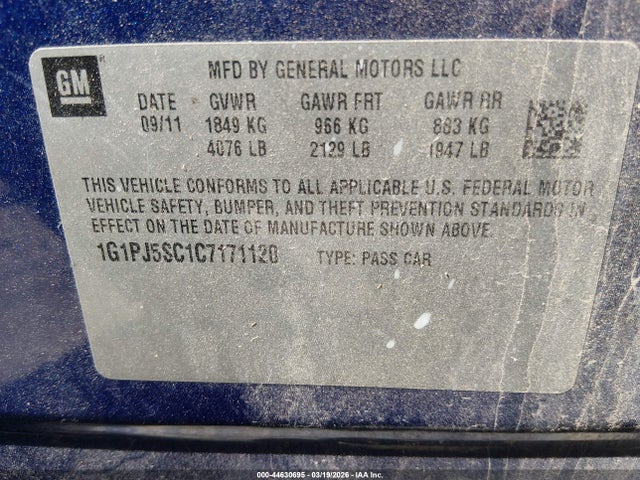 GM
MFD BY GENERAL MOTORS LLC
DATE GVWR GAWR FRT GAWR RR
09/11 1849 KG 966 KG 883 KG
4076 LB 2129 LB 1947 LB
THIS VEHICLE CONFORMS TO ALL APPLICABLE U.S. FEDERAL MOTOR
VEHICLE SAFETY, BUMPER, AND THEFT PREVENTION STANDARDS IN
EFFECT ON THE DATE OF MANUFACTURE SHOWN ABOVE.
1G1PJ5SC1C7171120 TYPE: PASS CAR
000-44630695 - 03/19/2026 - IAA Inc.